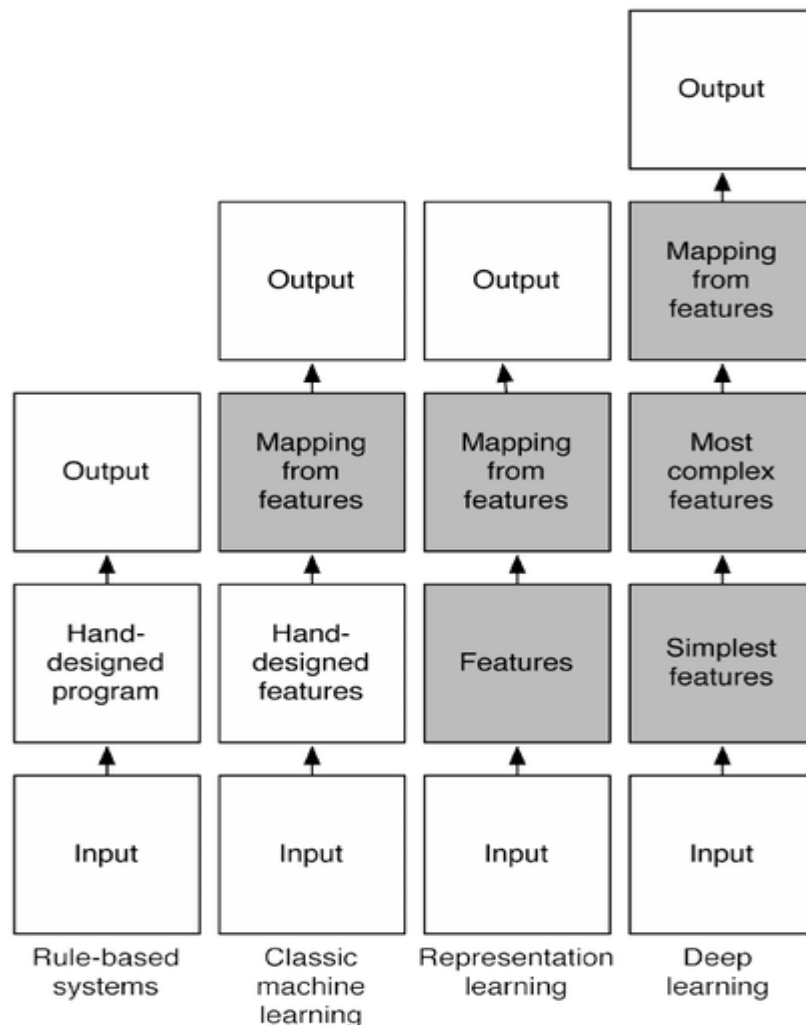 Output
Mapping
from
features
Output
Output
Most
complex
features
Mapping
from
features
Mapping
from
features
Output
Simplest
features
Features
Hand-
designed
features
Hand-
designed
program
Input
Input
Input
Input
Rule-based
systems
Classic
machine
learning
Representation
learning
Deep
learning